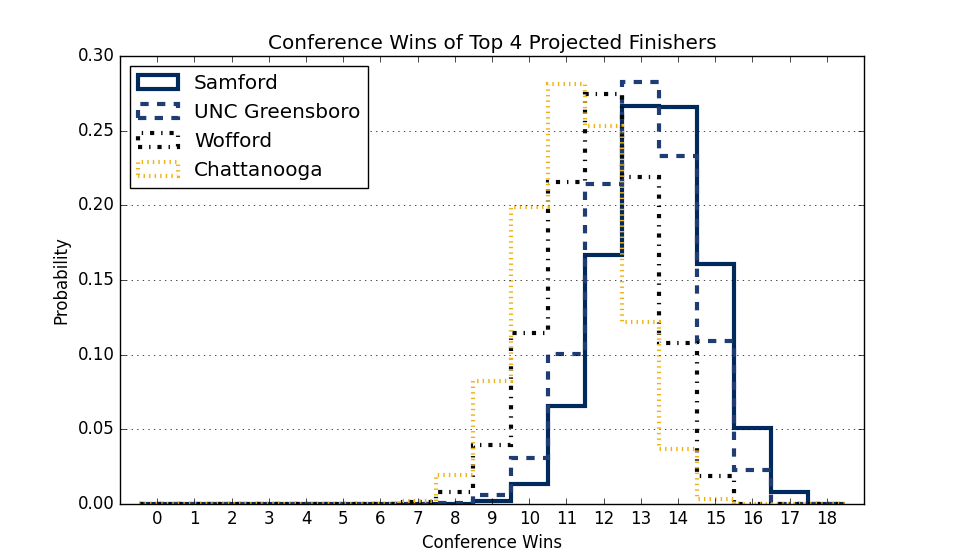 Conference Wins of Top 4 Projected Finishers
Samford
UNC Greensboro
Wofford
Chattanooga
Probability
0.30
0.25
0.20
0.15
0.10
0.05
0.00
0 1 2 3 4 5 6 7 8 9 10 11 12 13 14 15 16 17 18
Conference Wins